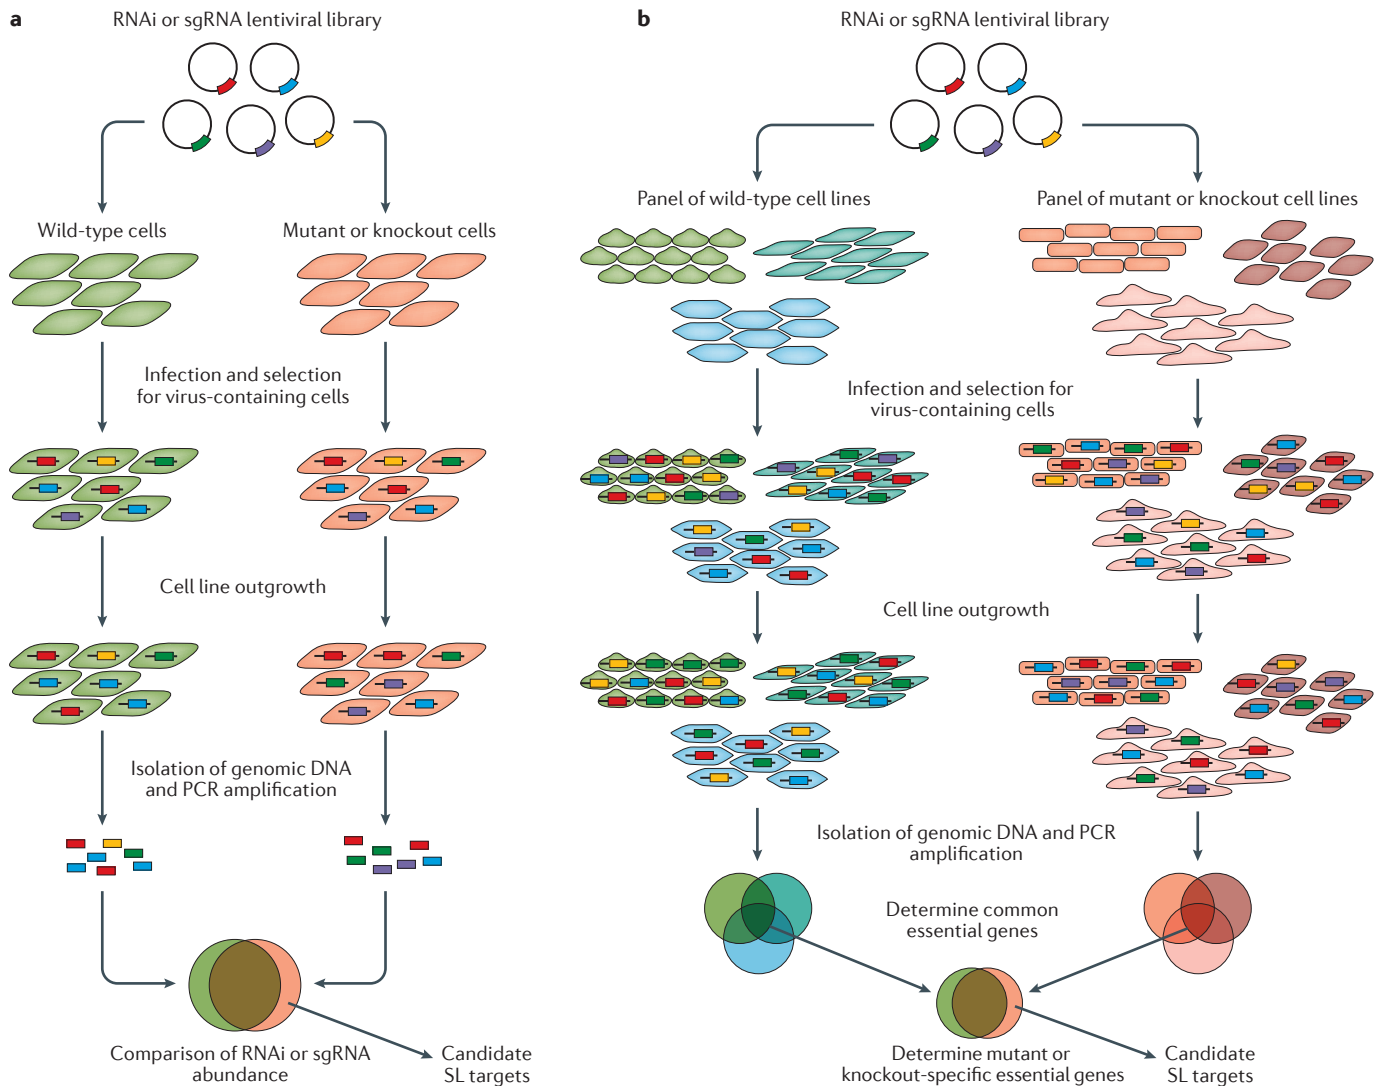 a
RNAi or sgRNA lentiviral library
Wild-type cells
Mutant or knockout cells
Infection and selection
for virus-containing cells
Cell line outgrowth
Isolation of genomic DNA
and PCR amplification
Comparison of RNAi or sgRNA
abundance
Candidate
SL targets
b
RNAi or sgRNA lentiviral library
Panel of wild-type cell lines
Panel of mutant or knockout cell lines
Infection and selection for
virus-containing cells
Cell line outgrowth
Isolation of genomic DNA and PCR
amplification
Determine common
essential genes
Determine mutant or
knockout-specific essential genes
Candidate
SL targets